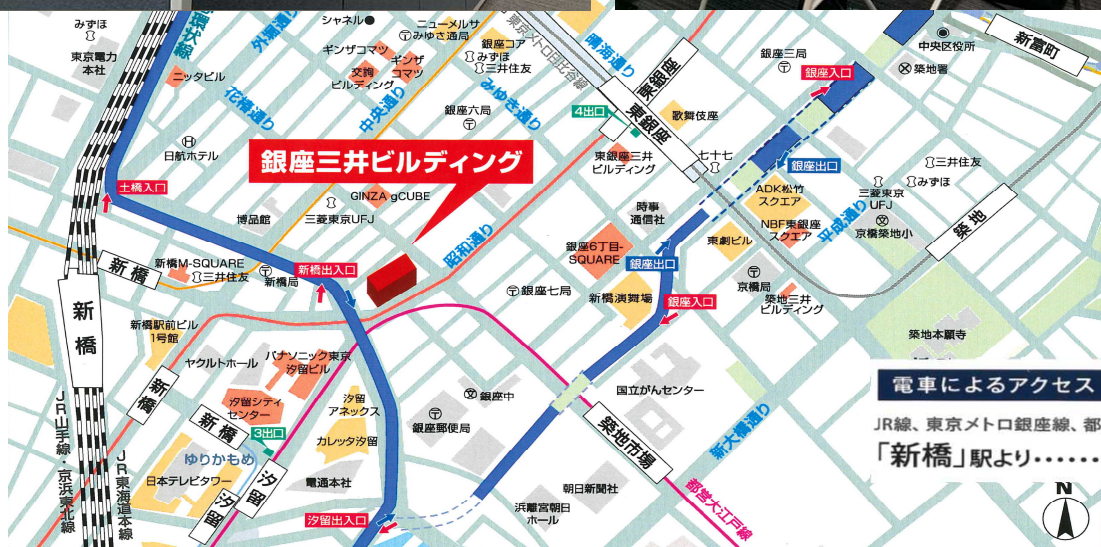 みずほ
東京電力
本社
環状線
外濠通り
シャネル
ニューメルサ
みゆき通局
ギンザコマツ
ギンザ
コマツ
交詢
ビルディング
銀座コア
みずほ
三井住友
東京メトロ日比谷線
晴海通り
銀座三局
銀座入口
中央区役所
築地署
新富町
ニッタビル
花椿通り
中央通り
みゆき通り
銀座六局
東銀座
東銀座
4出口
歌舞伎座
日航ホテル
銀座三井ビルディング
東銀座三井
ビルディング
七十七
銀座出口
三井住友
みずほ
三菱東京
UFJ
土橋入口
GINZA gCUBE
博品館
三菱東京UFJ
時事
通信社
ADK松竹
スクエア
NBF東銀座
スクエア
平成通り
京橋築地小
築地
昭和通り
銀座6丁目-
SQUARE
東劇ビル
銀座出口
新橋
新橋M-SQUARE
三井住友
新橋局
新橋出入口
銀座七局
新橋演舞場
銀座入口
京橋局
築地三井
ビルディング
築地本願寺
新橋
新橋駅前ビル
1号館
ヤクルトホール
パナソニック東京
汐留ビル
新橋
汐留シティ
センター
新橋
3出口
汐留
アネックス
カレッタ汐留
銀座中
銀座郵便局
国立がんセンター
築地市場
新大橋通り
電車によるアクセス
JR線、東京メトロ銀座線、都
「新橋」駅より‥‥‥
JR山手線・京浜東北線
JR東海道本線
ゆりかもめ
日本テレビタワー
汐留
汐留
電通本社
汐留出入口
朝日新聞社
浜離宮朝日
ホール
都営大江戸線
N